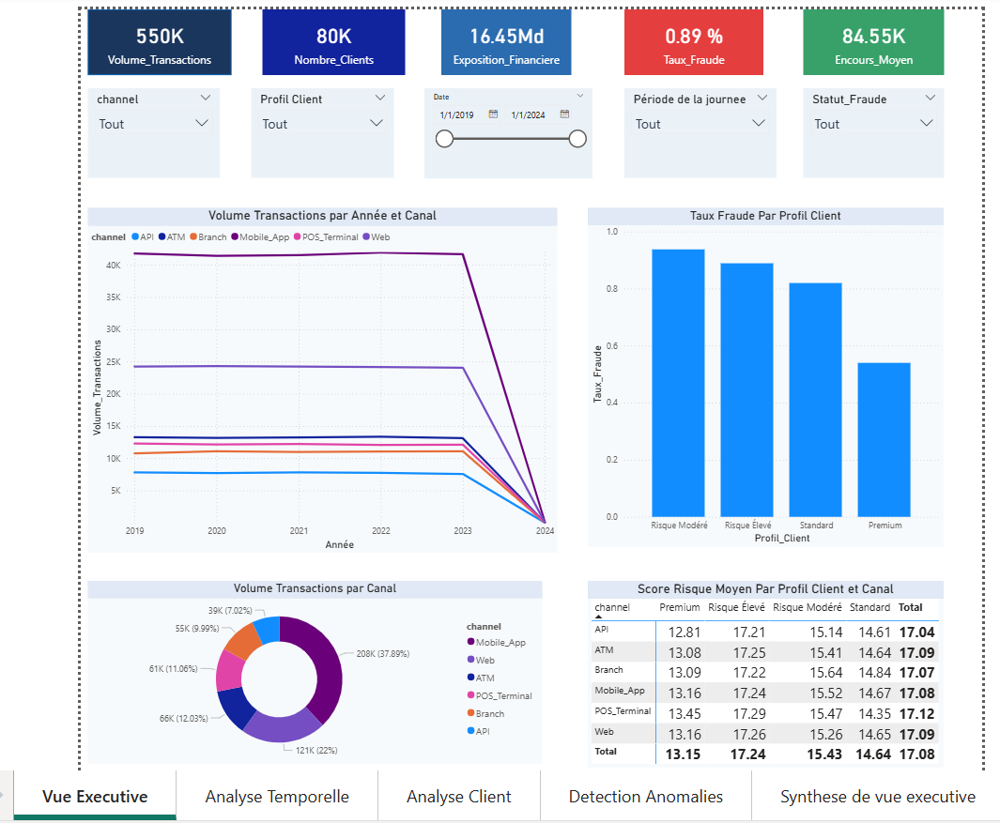 550K
Volume_Transactions
80K
Nombre_Clients
16.45Md
Exposition_Financiere
0.89 %
Taux_Fraude
84.55K
Encours_Moyen
channel
Tout
Profil Client
Tout
Date
1/1/2019 1/1/2024
Période de la journee
Tout
Statut_Fraude
Tout
Volume Transactions par Année et Canal
channel API ATM Branch Mobile_App POS_Terminal Web
Volume_Transactions
40K
35K
30K
25K
20K
15K
10K
5K
2019 2020 2021 2022 2023 2024
Année
Taux Fraude Par Profil Client
Taux_Fraude
1.0
0.8
0.6
0.4
0.2
0.0
Risque Modéré Risque Élevé Standard Premium
Profil_Client
Volume Transactions par Canal
39K (7.02%)
55K (9.99%)
61K (11.06%)
66K (12.03%)
208K (37.89%)
121K (22%)
channel
Mobile_App
Web
ATM
POS_Terminal
Branch
API
Score Risque Moyen Par Profil Client et Canal
channel Premium Risque Élevé Risque Modéré Standard Total
API 12.81 17.21 15.14 14.61 17.04
ATM 13.08 17.25 15.41 14.64 17.09
Branch 13.09 17.22 15.64 14.84 17.07
Mobile_App 13.16 17.24 15.52 14.67 17.08
POS_Terminal 13.45 17.29 15.47 14.35 17.12
Web 13.16 17.26 15.26 14.65 17.09
Total 13.15 17.24 15.43 14.64 17.08
Vue Executive Analyse Temporelle Analyse Client Detection Anomalies Synthese de vue executive